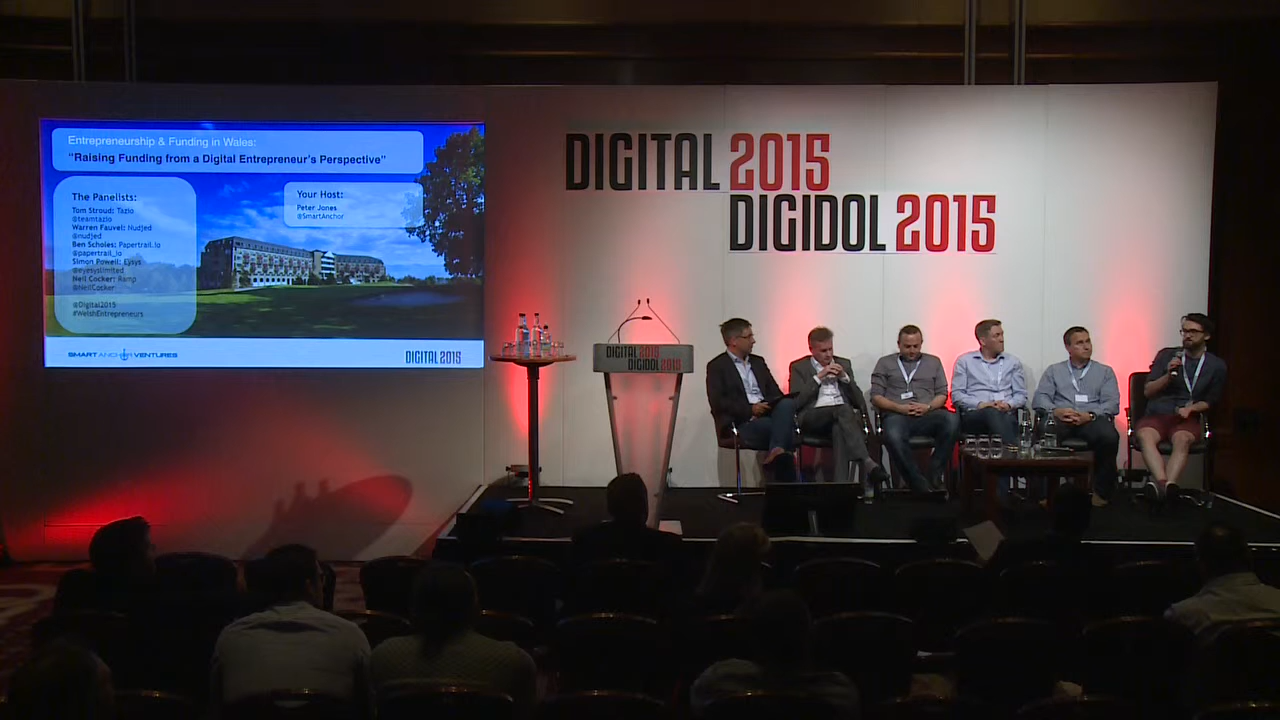 Entrepreneurship & Funding in Wales:
"Raising Funding from a Digital Entrepreneur's Perspective"
The Panelists:
Tom Stroud: Tazio
@teamtazio
Warren Fauvel: Nudjed
@nudjed
Ben Scholes: Papertrail.io
@papertrail_io
Simon Powell: Eysys
@eyesyslimited
Neil Cocker: Ramp
@NeilCocker
@Digital2015
#WelshEntrepreneurs
Your Host:
Peter Jones
@SmartAnchor
SMART ANCHOR VENTURES
DIGITAL 2015
DIGITAL 2015
DIGIDOL 2015
DIGITAL 2015
DIGIDOL 2015